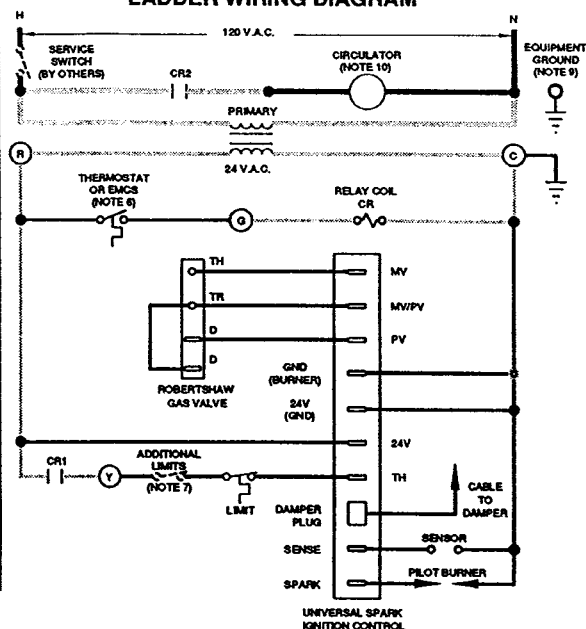 LADDER WIRING DIAGRAM
H
N
120 V.A.C.
SERVICE
SWITCH
(BY OTHERS)
CR2
CIRCULATOR
(NOTE 10)
EQUIPMENT
GROUND
(NOTE 9)
PRIMARY
R
24 V.A.C.
C
THERMOSTAT
OR EMCS
(NOTE 6)
G
RELAY COIL
CR
TH
MV
TR
MV/PV
D
PV
D
ROBERTSHAW
GAS VALVE
GND
(BURNER)
24V
(GND)
24V
CR1
Y
ADDITIONAL
LIMITS
(NOTE 7)
LIMIT
TH
DAMPER
PLUG
CABLE
TO
DAMPER
SENSE
SENSOR
SPARK
PILOT BURNER
UNIVERSAL SPARK
IGNITION CONTROL